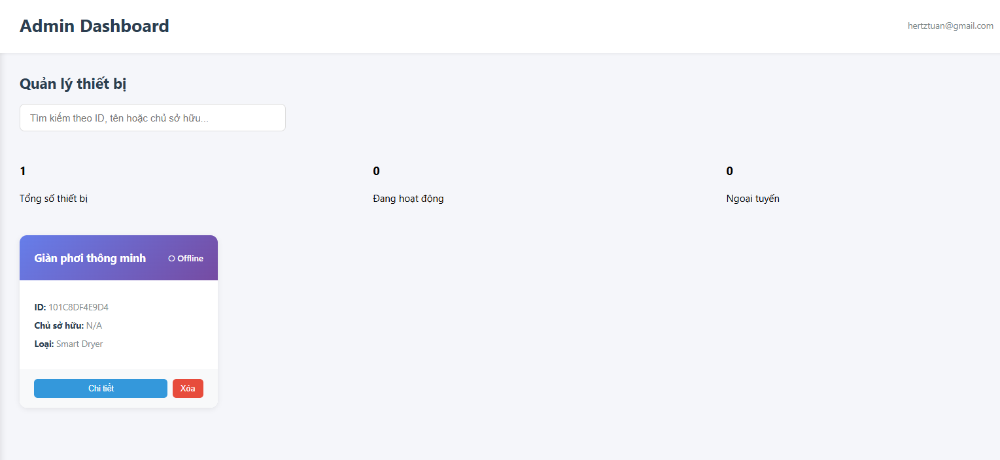 Admin Dashboard
hertztuan@gmail.com
Quản lý thiết bị
Tìm kiếm theo ID, tên hoặc chủ sở hữu...
1
0
0
Tổng số thiết bị
Đang hoạt động
Ngoại tuyến
Giàn phơi thông minh
Offline
ID: 101C8DF4E9D4
Chủ sở hữu: N/A
Loại: Smart Dryer
Chi tiết
Xóa